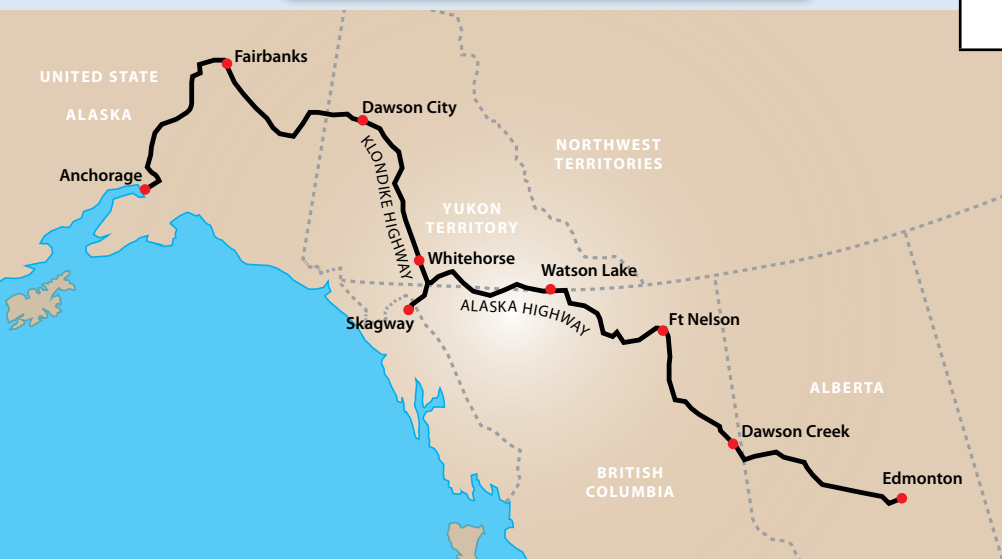 Fairbanks
UNITED STATE
ALASKA
Dawson City
Anchorage
KLONDIKE HIGHWAY
NORTHWEST
TERRITORIES
YUKON
TERRITORY
Whitehorse
Watson Lake
ALASKA HIGHWAY
Skagway
Ft Nelson
ALBERTA
Dawson Creek
BRITISH
COLUMBIA
Edmonton